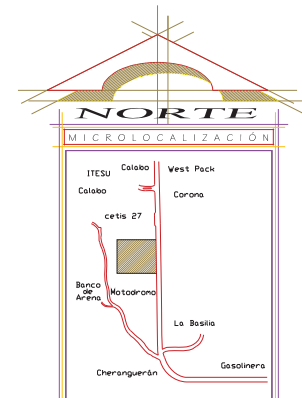 NORTE
MICROLOCALIZACIÓN
Calabo
West Pack
ITESU
Calabo
Corona
cetis 27
Banco
de
Arena
Motodromo
La Basilia
Gasolinera
Cheranguerán